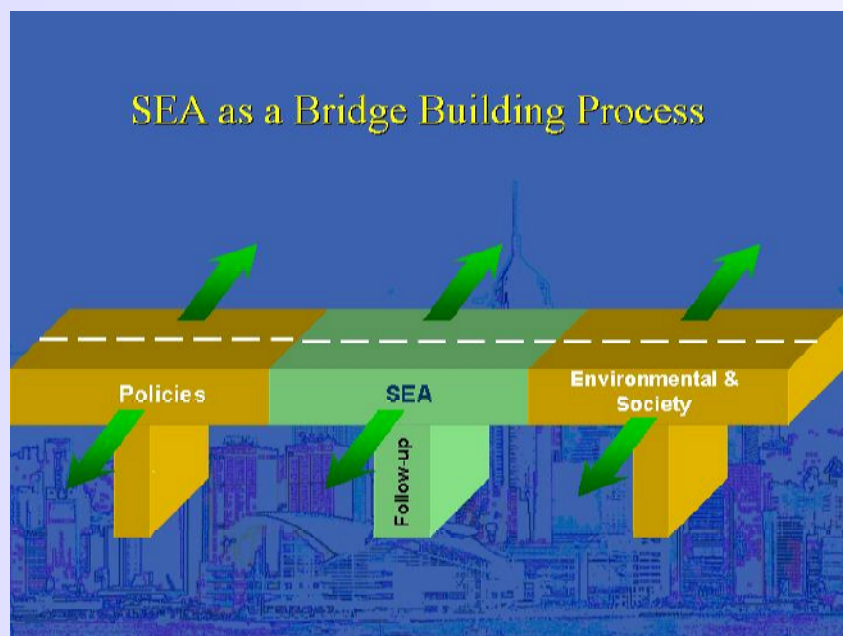 SEA as a Bridge Building Process
Policies
SEA
Environmental &
Society
Follow-up